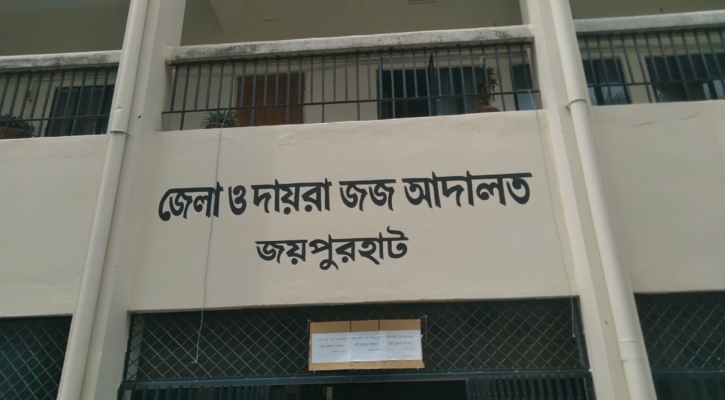 জেলা ও দায়রা জজ আদালত
জয়পুরহাট